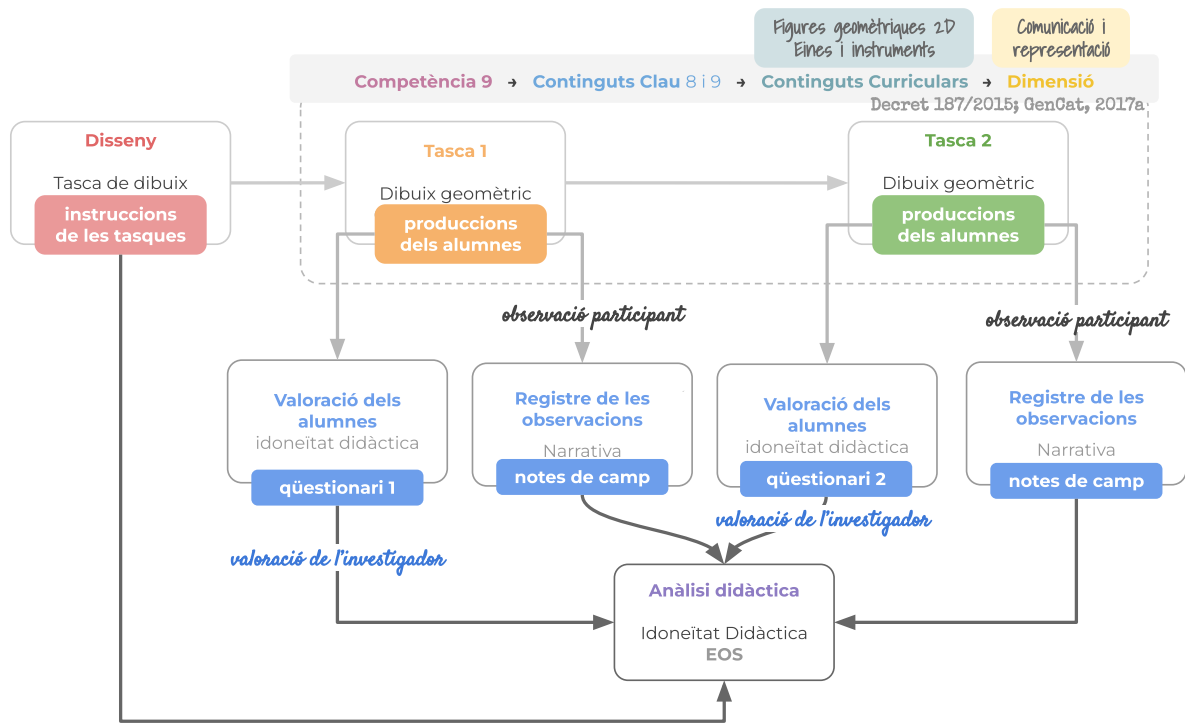 Figures geomètriques 2D
Eines i instruments
Comunicació i
representació
Competència 9 → Continguts Clau 8 i 9 → Continguts Curriculars → Dimensió
Decret 187/2015; GenCat, 2017a
Disseny
Tasca de dibuix
instruccions
de les tasques
Tasca 1
Dibuix geomètric
produccions
dels alumnes
Tasca 2
Dibuix geomètric
produccions
dels alumnes
observació participant
observació participant
Valoració dels
alumnes
idoneïtat didàctica
qüestionari 1
Registre de les
observacions
Narrativa
notes de camp
Valoració dels
alumnes
idoneïtat didàctica
qüestionari 2
Registre de les
observacions
Narrativa
notes de camp
valoració de l'investigador
valoració de l'investigador
Anàlisi didàctica
Idoneïtat Didàctica
EOS